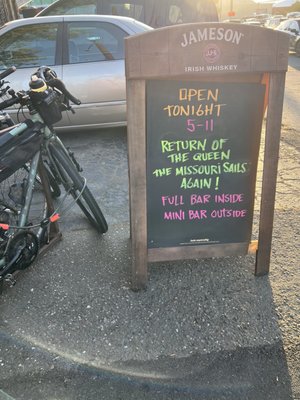 JAMESON
IRISH WHISKEY
OPEN
TONIGHT
5-11
RETURN OF
THE QUEEN
THE MISSOURI SAILS
AGAIN!
FULL BAR INSIDE
MINI BAR OUTSIDE